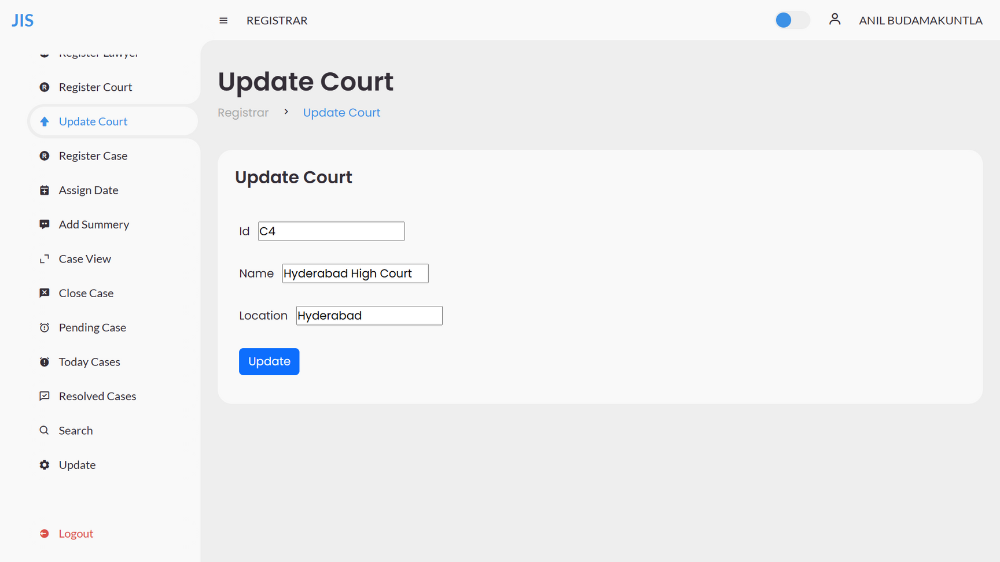 JIS
REGISTRAR
ANIL BUDAMAKUNTLA
Register Lawyer
Register Court
Update Court
Register Case
Assign Date
Add Summery
Case View
Close Case
Pending Case
Today Cases
Resolved Cases
Search
Update
Logout
Update Court
Registrar > Update Court
Update Court
Id C4
Name Hyderabad High Court
Location Hyderabad
Update